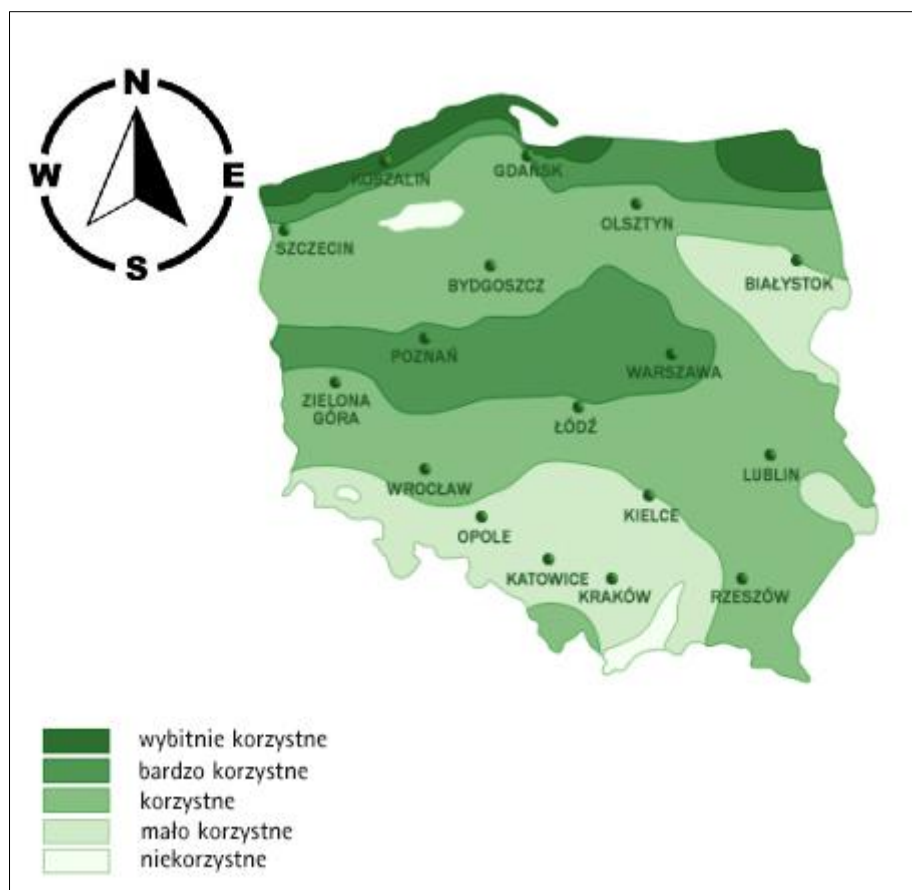 N
W
E
S
KOSZALIN
GDAŃSK
OLSZTYN
SZCZECIN
BYDGOSZCZ
BIAŁYSTOK
POZNAŃ
WARSZAWA
ZIELONA
GÓRA
ŁÓDŹ
LUBLIN
WROCŁAW
KIELCE
OPOLE
KATOWICE
KRAKÓW
RZESZÓW
wybitnie korzystne
bardzo korzystne
korzystne
mało korzystne
niekorzystne